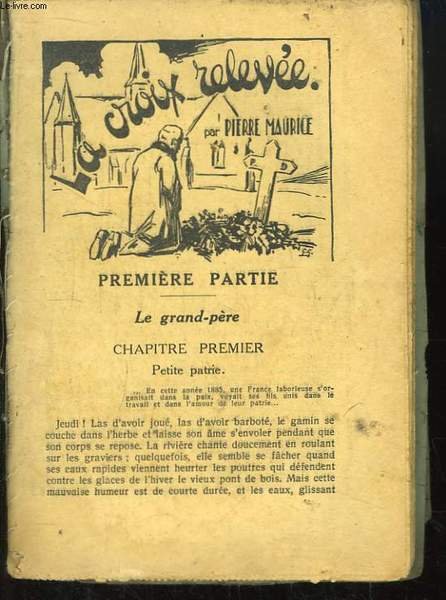 Le-livre.com
La croix relevée.
par PIERRE MAURICE
PREMIÈRE PARTIE
Le grand-père
CHAPITRE PREMIER
Petite patrie.
... En cette année 1885, une France laborieuse s'or-
ganisait dans la paix, voyait ses fils unis dans le
travail et dans l'amour de leur patrie...
Jeudi ! Las d'avoir joué, las d'avoir barboté, le gamin se
couche dans l'herbe et laisse son âme s'envoler pendant que
son corps se repose. La rivière chante doucement en roulant
sur les graviers ; quelquefois, elle semble se fâcher quand
ses eaux rapides viennent heurter les poutres qui défendent
contre les glaces de l'hiver le vieux pont de bois. Mais cette
mauvaise humeur est de courte durée, et les eaux, glissant